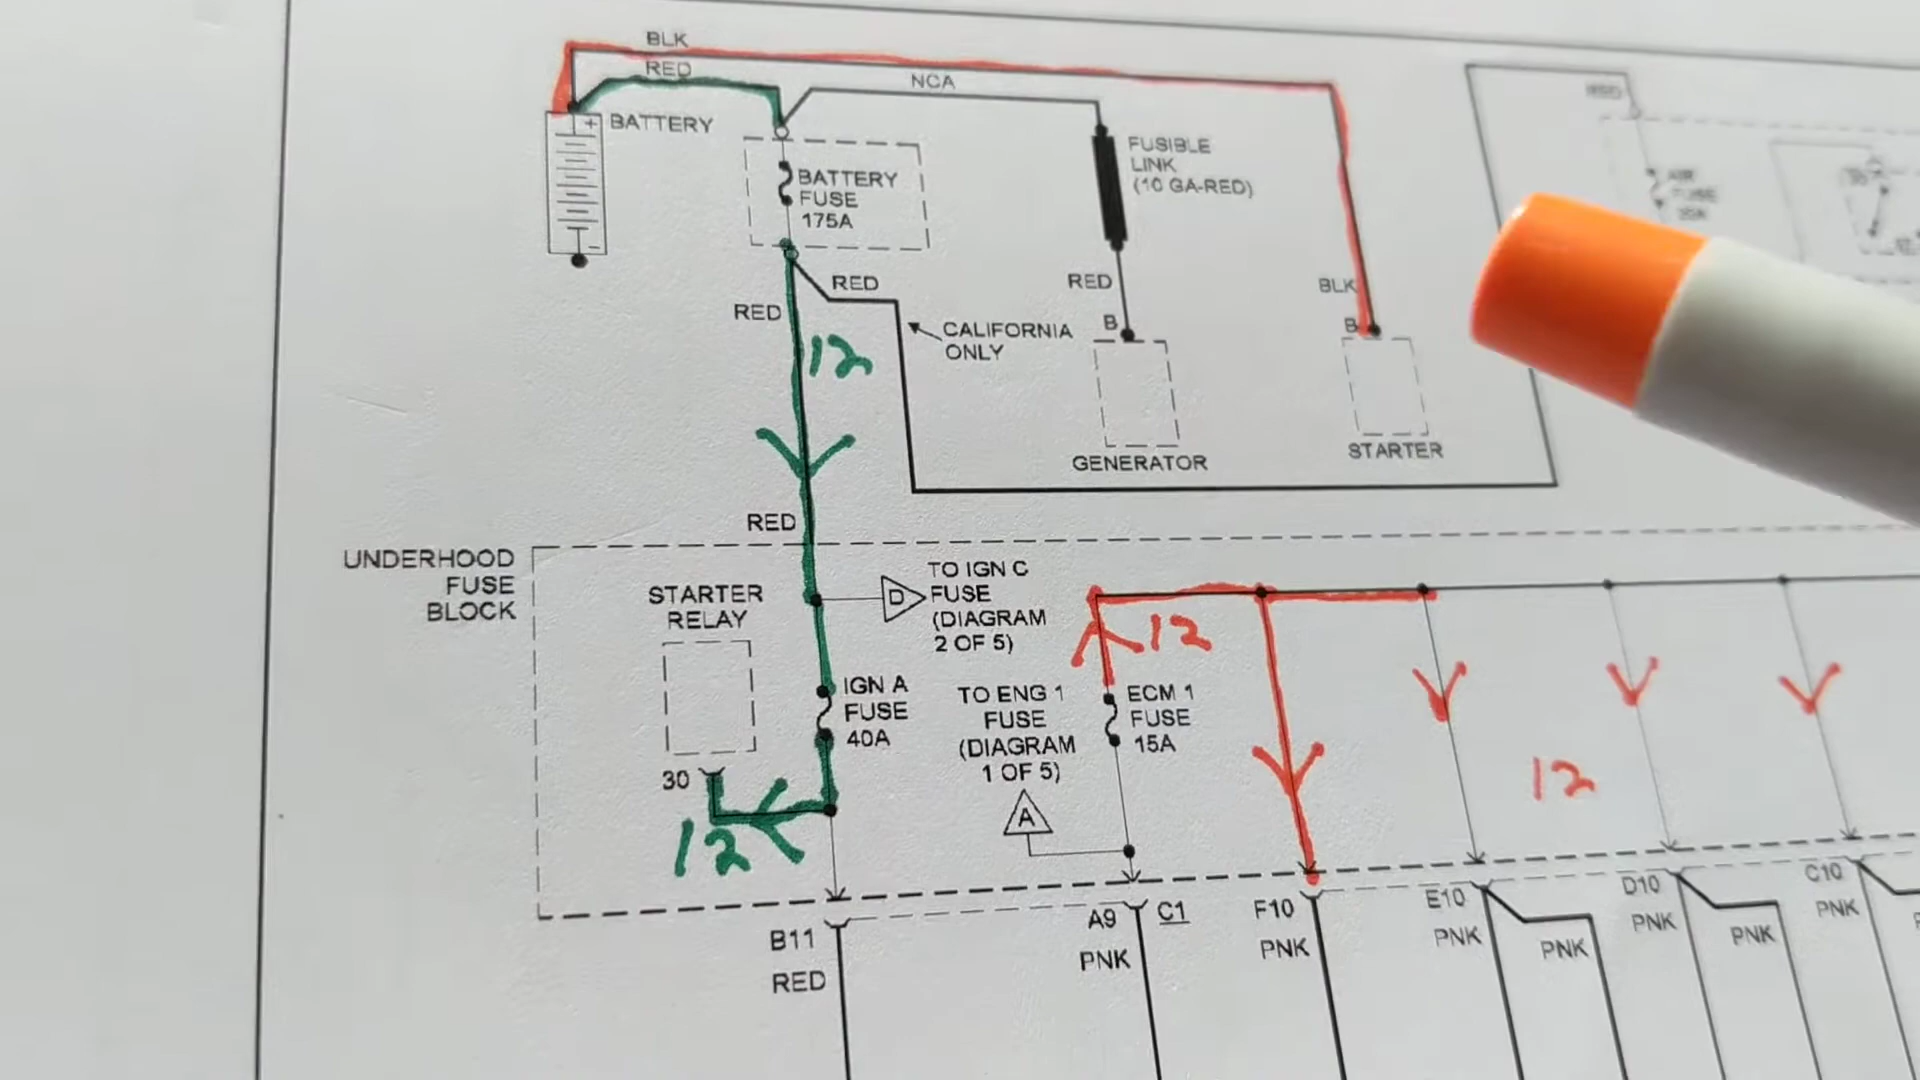 BLK
RED
NCA
RED
+
BATTERY
FUSIBLE
LINK
(10 GA-RED)
BATTERY
FUSE
175A
-
RED
RED
BLK
RED
B
B
CALIFORNIA
ONLY
12
GENERATOR
STARTER
RED
UNDERHOOD
FUSE
BLOCK
STARTER
RELAY
D
TO IGN C
FUSE
(DIAGRAM
2 OF 5)
12
IGN A
FUSE
40A
TO ENG 1
FUSE
(DIAGRAM
1 OF 5)
ECM 1
FUSE
15A
30
12
A
12
B11
RED
A9
C1
PNK
F10
PNK
E10
PNK
PNK
D10
PNK
PNK
C10
PNK